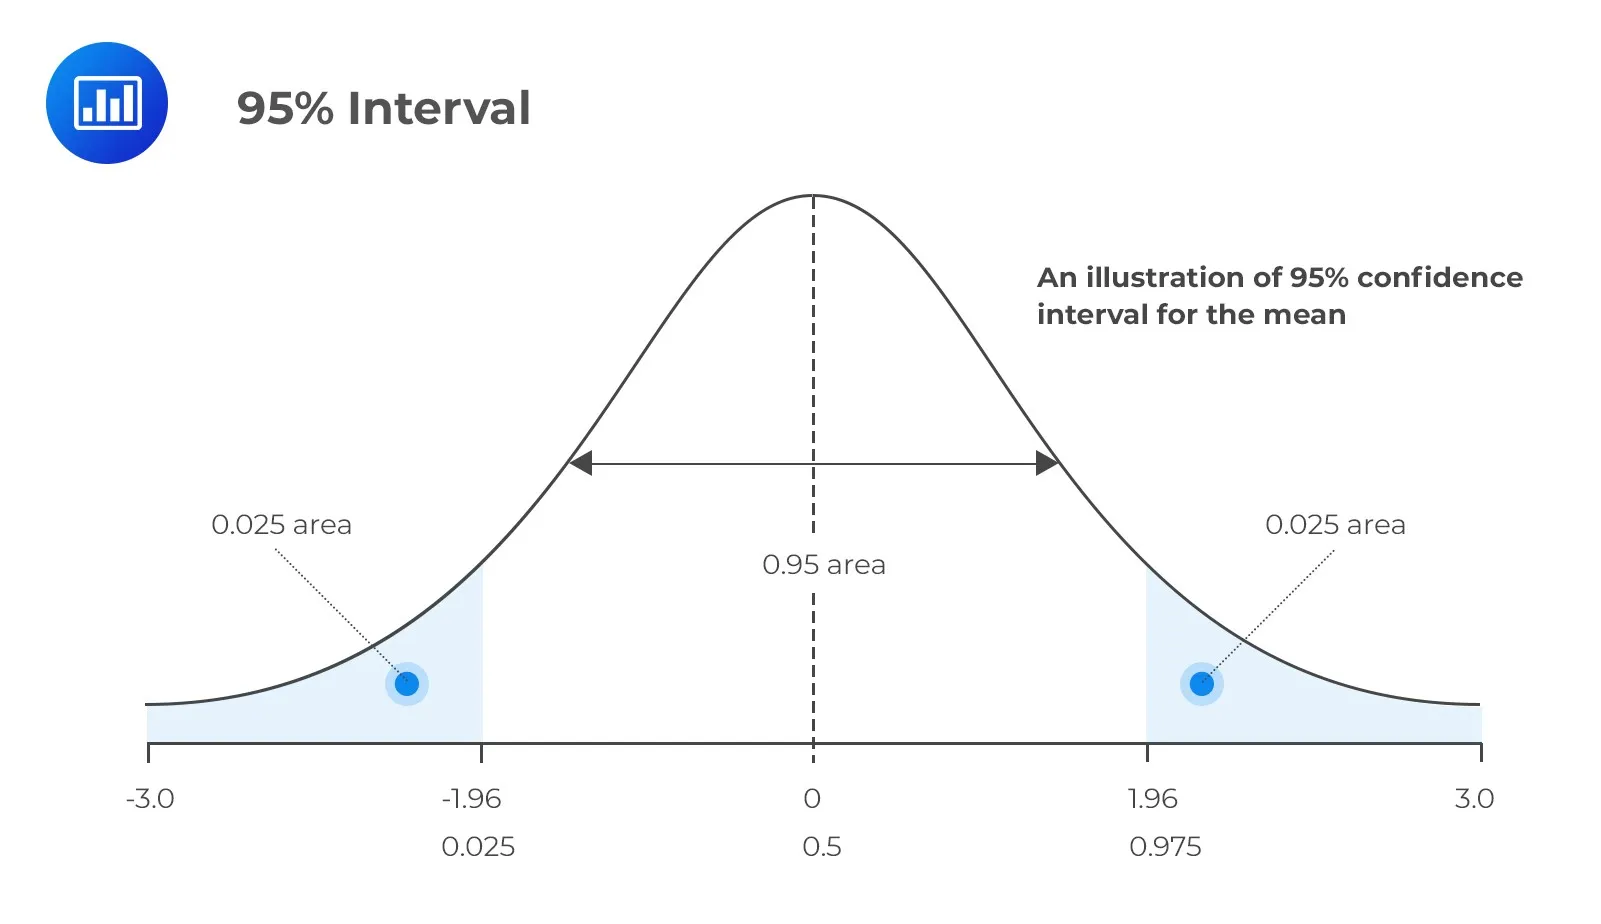 95% Interval
An illustration of 95% confidence
interval for the mean
0.025 area
0.025 area
0.95 area
-3.0 -1.96 0 1.96 3.0
0.025 0.5 0.975